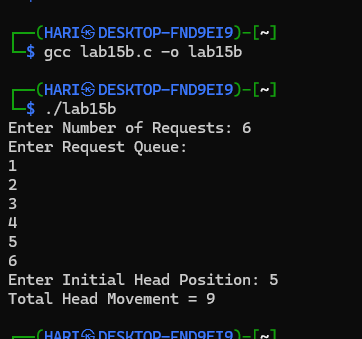 ┌──(HARI㉿DESKTOP-FND9EI9)-[~]
└─$ gcc lab15b.c -o lab15b
┌──(HARI㉿DESKTOP-FND9EI9)-[~]
└─$ ./lab15b
Enter Number of Requests: 6
Enter Request Queue:
1
2
3
4
5
6
Enter Initial Head Position: 5
Total Head Movement = 9
┌──(HARI㉿DESKTOP-FND9EI9)-[~]